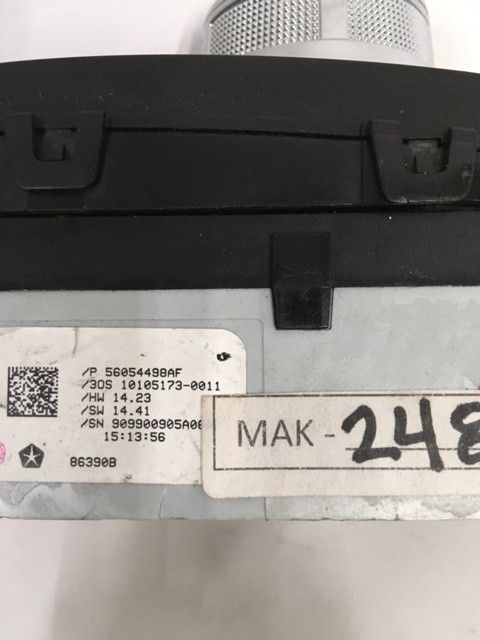 /P 56054498AF
/3OS 10105173-0011
/HW 14.23
/SW 14.41
/SN 909900905A0
15:13:56
86390B
MAK - 248